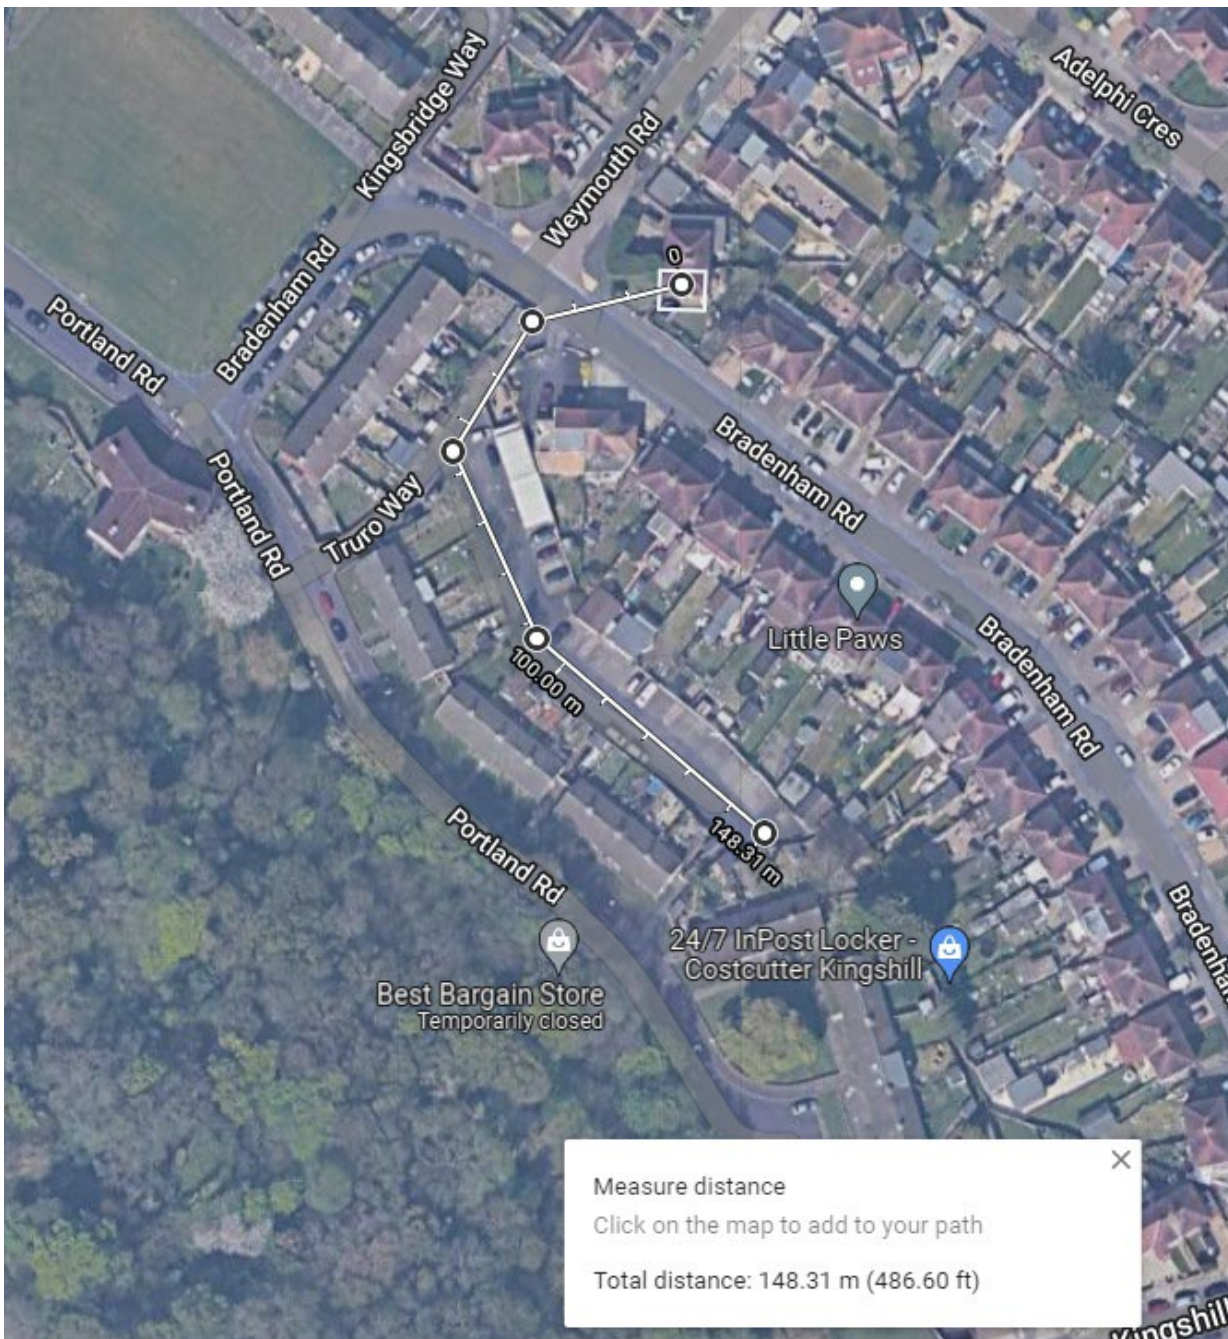 Kingsbridge Way
Adelphi Cres
Weymouth Rd
0
Bradenham Rd
Portland Rd
Bradenham Rd
Portland Rd
Truro Way
Little Paws
Bradenham Rd
100.00 m
Portland Rd
148.31 m
24/7 InPost Locker -
Costcutter Kingshill
Best Bargain Store
Temporarily closed
Measure distance
Click on the map to add to your path
Total distance: 148.31 m (486.60 ft)